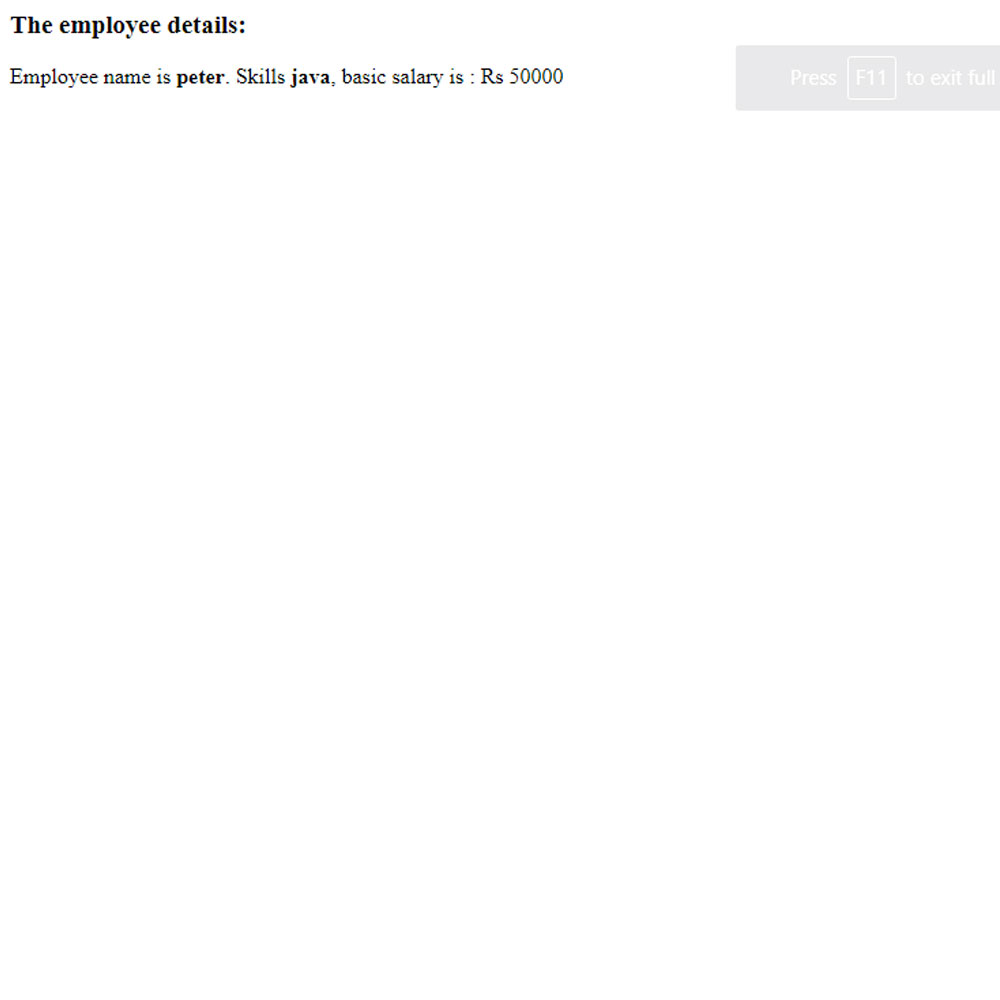 The employee details:
Employee name is peter. Skills java, basic salary is : Rs 50000
Press F11 to exit full